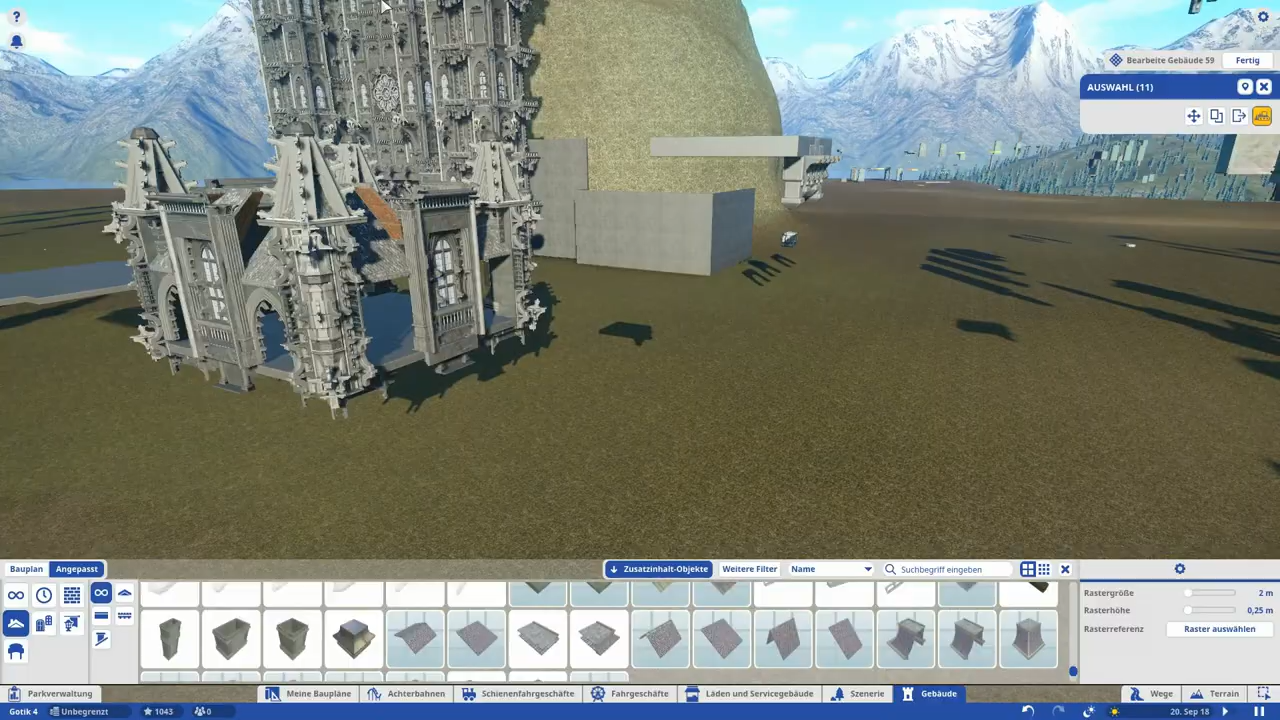 Bearbeite Gebäude 59
Fertig
AUSWAHL (11)
Bauplan
Angepasst
Zusatzinhalt-Objekte
Weitere Filter
Name
Suchbegriff eingeben
Rastergröße
2 m
Rasterhöhe
0,25 m
Rasterreferenz
Raster auswählen
Parkverwaltung
Meine Baupläne
Achterbahnen
Schienenfahrgeschäfte
Fahrgeschäfte
Läden und Servicegebäude
Szenerie
Gebäude
Wege
Terrain
Gotik 4
Unbegrenzt
1043
0
20. Sep 18